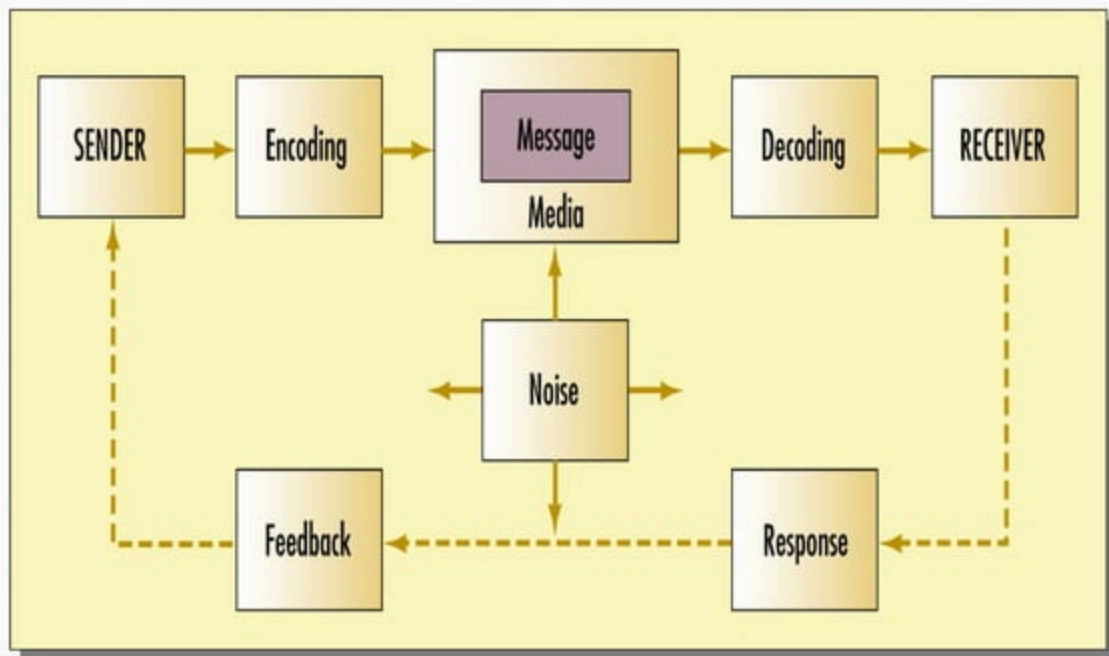 SENDER
Encoding
Message
Media
Decoding
RECEIVER
Noise
Feedback
Response